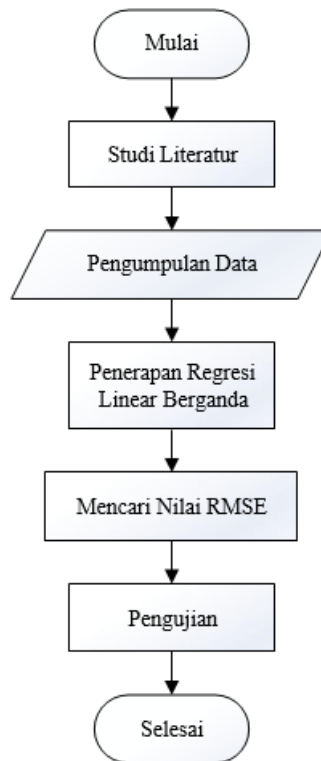 Mulai
Studi Literatur
Pengumpulan Data
Penerapan Regresi
Linear Berganda
Mencari Nilai RMSE
Pengujian
Selesai